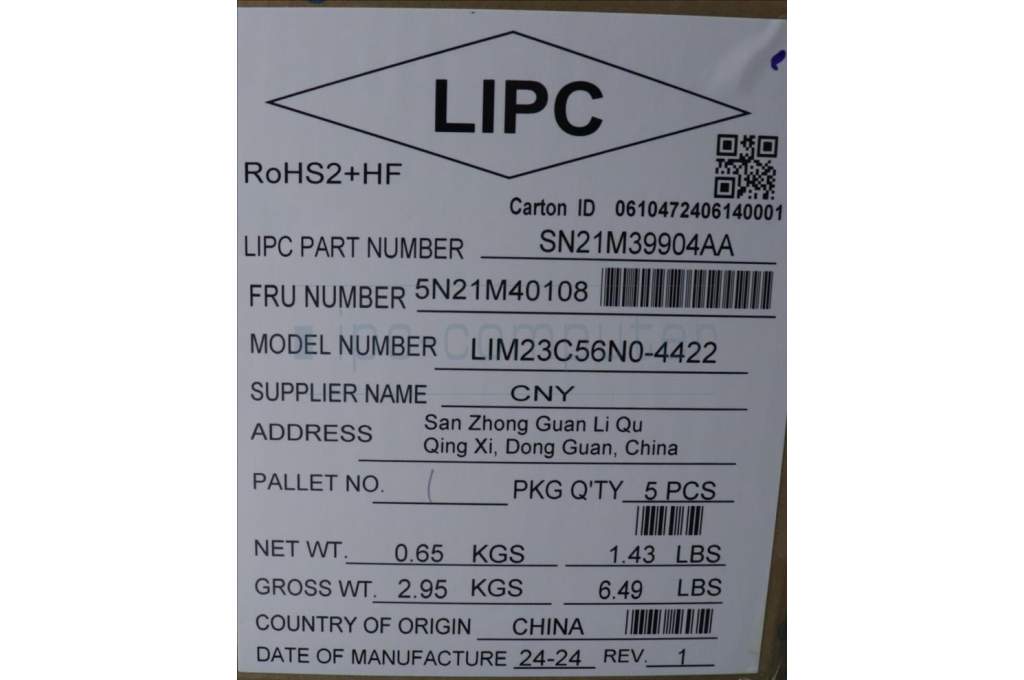 LIPC
RoHS2+HF
Carton ID 0610472406140001
LIPC PART NUMBER SN21M39904AA
FRU NUMBER 5N21M40108
ipc computer
MODEL NUMBER LIM23C56N0-4422
SUPPLIER NAME CNY
ADDRESS San Zhong Guan Li Qu
Qing Xi, Dong Guan, China
PALLET NO. PKG Q'TY 5 PCS
NET WT. 0.65 KGS 1.43 LBS
GROSS WT. 2.95 KGS 6.49 LBS
COUNTRY OF ORIGIN CHINA
DATE OF MANUFACTURE 24-24 REV. 1